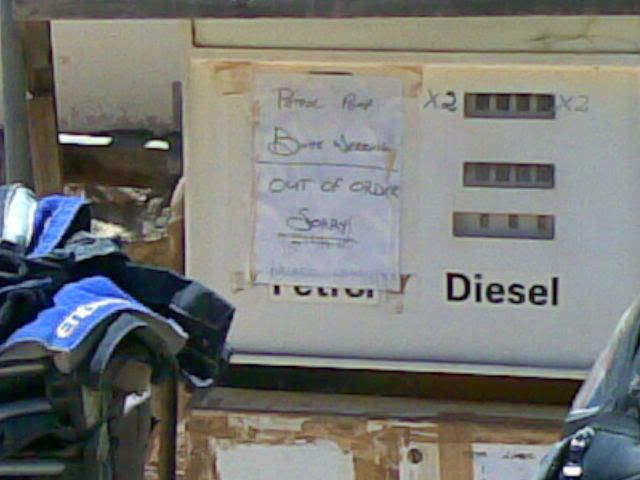 Petrol Pump
OUT OF ORDER
Sorry!
X2 X2
Petrol
Diesel